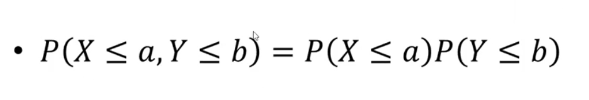 • P(X ≤ a, Y ≤ b) = P(X ≤ a)P(Y ≤ b)